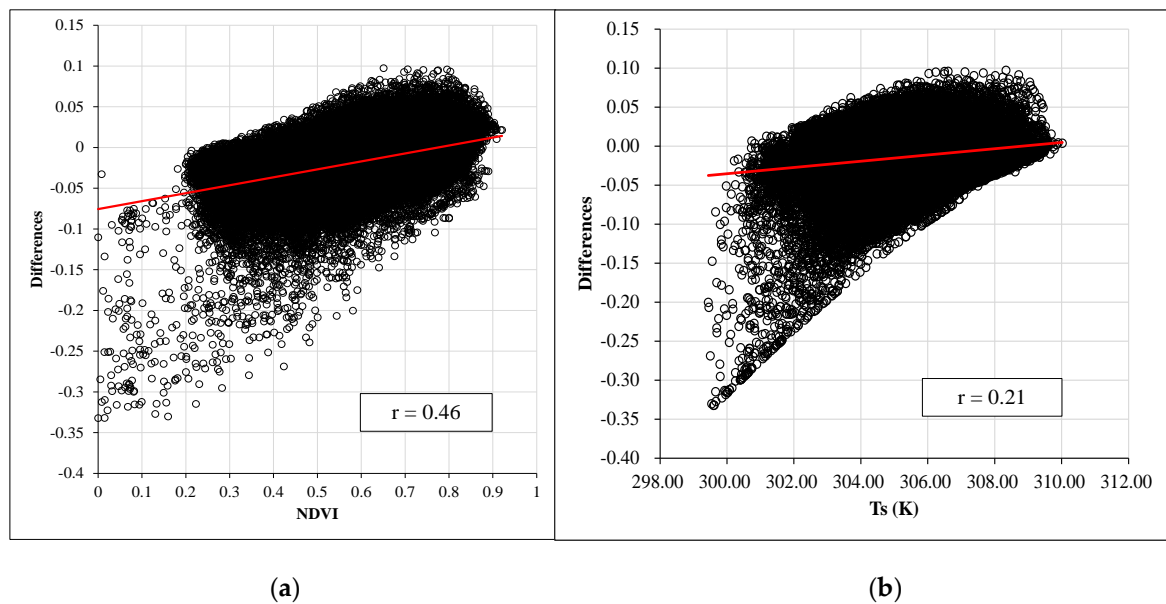 0.15
0.1
0.05
0
-0.05
-0.1
-0.15
-0.2
-0.25
-0.3
-0.35
-0.4
Differences
0 0.1 0.2 0.3 0.4 0.5 0.6 0.7 0.8 0.9 1
NDVI
r = 0.46
(a)
0.15
0.10
0.05
0.00
-0.05
-0.10
-0.15
-0.20
-0.25
-0.30
-0.35
-0.40
Differences
298.00 300.00 302.00 304.00 306.00 308.00 310.00 312.00
Ts (K)
r = 0.21
(b)